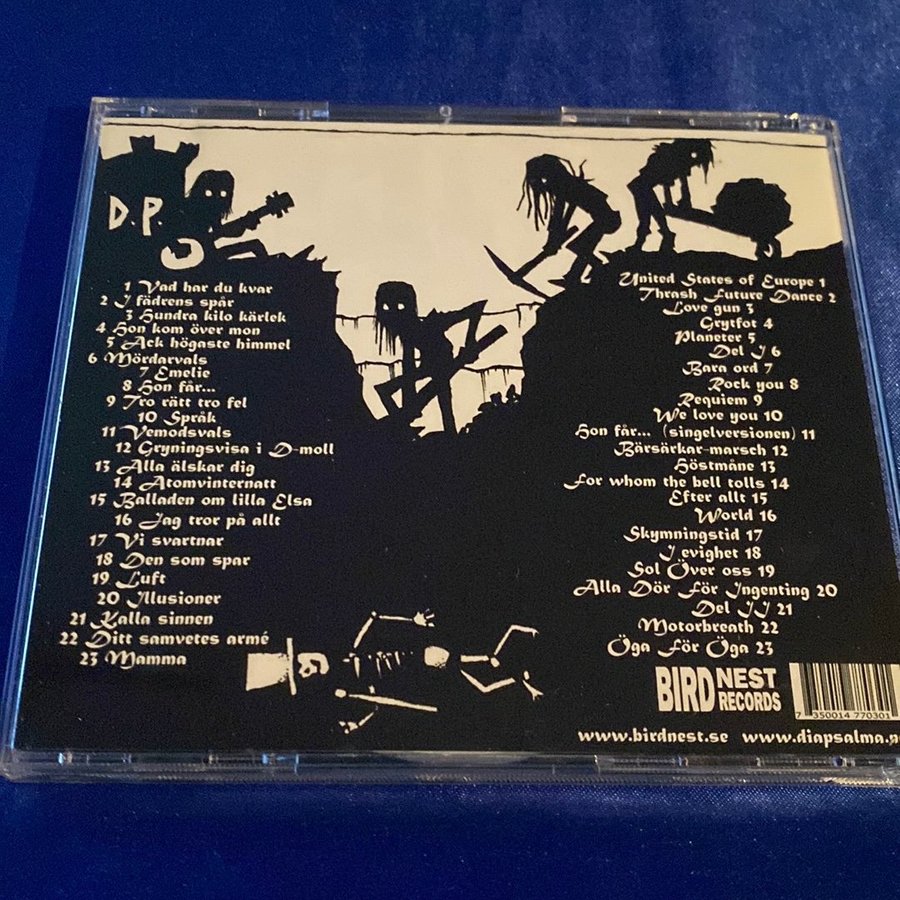 D.P.
1 Vad har du kvar
2 I fädrens spår
3 Hundra kilo kärlek
4 Hon kom över mon
5 Ack högaste himmel
6 Mördarvals
7 Emelie
8 Hon får...
9 Tro rätt tro fel
10 Språk
11 Vemodsvals
12 Gryningsvisa i D-moll
13 Alla älskar dig
14 Atomvinternatt
15 Balladen om lilla Elsa
16 Jag tror på allt
17 Vi svartnar
18 Den som spar
19 Luft
20 Illusioner
21 Kalla sinnen
22 Ditt samvetes armé
23 Mamma
United States of Europe 1
Thrash Future Dance 2
Love gun 3
Grytfot 4
Planeter 5
Del I 6
Bara ord 7
Rock you 8
Requiem 9
We love you 10
Hon får... (singelversionen) 11
Bärsärkar-marsch 12
Höstmåne 13
For whom the bell tolls 14
Efter allt 15
World 16
Skymningstid 17
I evighet 18
Sol Över oss 19
Alla Dör För Ingenting 20
Del II 21
Motorbreath 22
Öga För Öga 23
BIRD NEST
RECORDS
7 350014 770301
www.birdnest.se www.diapsalma.